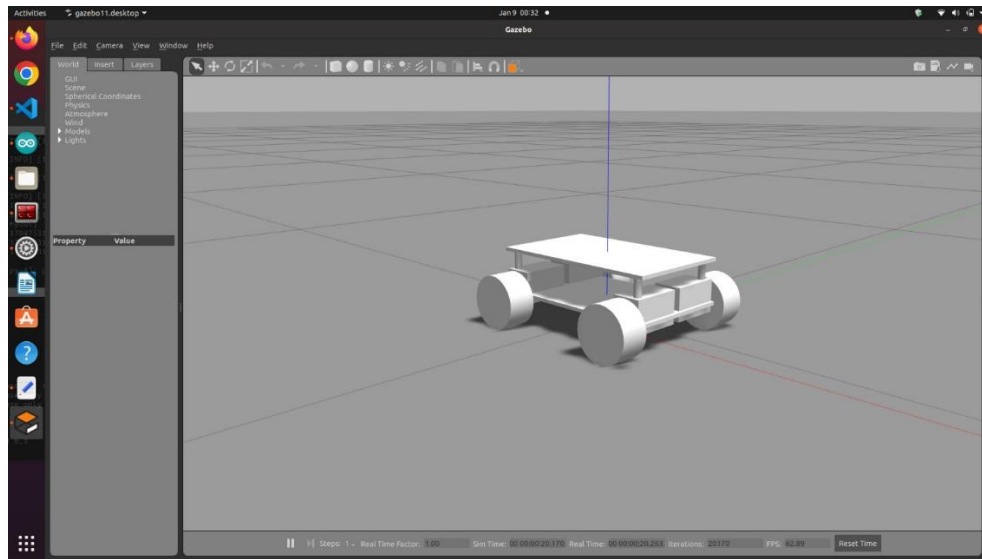 Activities gazebo11.desktop Jan 9 00:32
Gazebo
File Edit Camera View Window Help
World Insert Layers
GUI
Scene
Spherical Coordinates
Physics
Atmosphere
Wind
Models
Lights
Property Value
Steps: 1 Real Time Factor: 1.00 Sim Time: 00 00:00:20.170 Real Time: 00 00:00:20.263 Iterations: 20170 FPS: 62.89 Reset Time